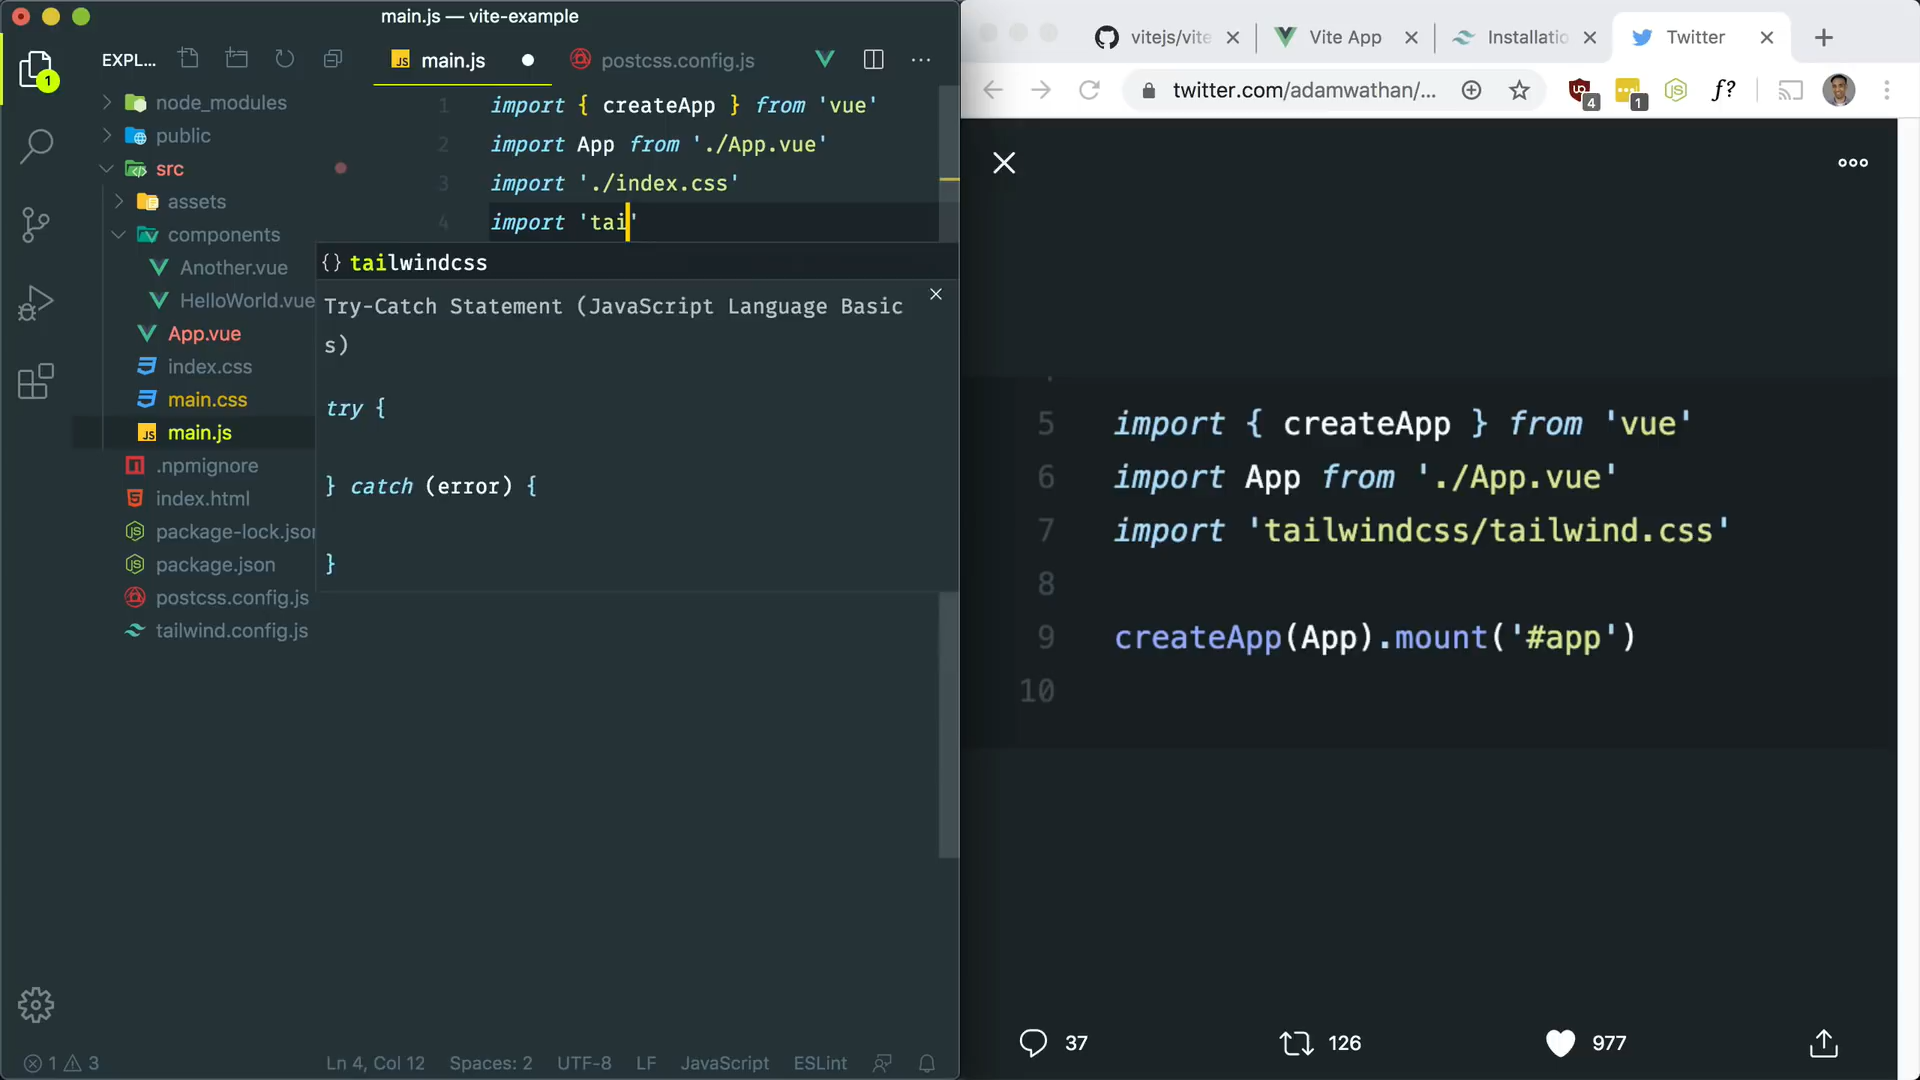 main.js — vite-example
EXPL...
main.js
postcss.config.js
1
node_modules
public
src
assets
components
Another.vue
HelloWorld.vue
App.vue
index.css
main.css
main.js
.npmignore
index.html
package-lock.json
package.json
postcss.config.js
tailwind.config.js
1 import { createApp } from 'vue'
2 import App from './App.vue'
3 import './index.css'
4 import 'tai'
{} tailwindcss
Try-Catch Statement (JavaScript Language Basic
s)
try {
} catch (error) {
}
1 3
Ln 4, Col 12
Spaces: 2
UTF-8
LF
JavaScript
ESLint
vitejs/vite
Vite App
Installatio
Twitter
twitter.com/adamwathan/...
4
1
f?
5 import { createApp } from 'vue'
6 import App from './App.vue'
7 import 'tailwindcss/tailwind.css'
8
9 createApp(App).mount('#app')
10
37
126
977